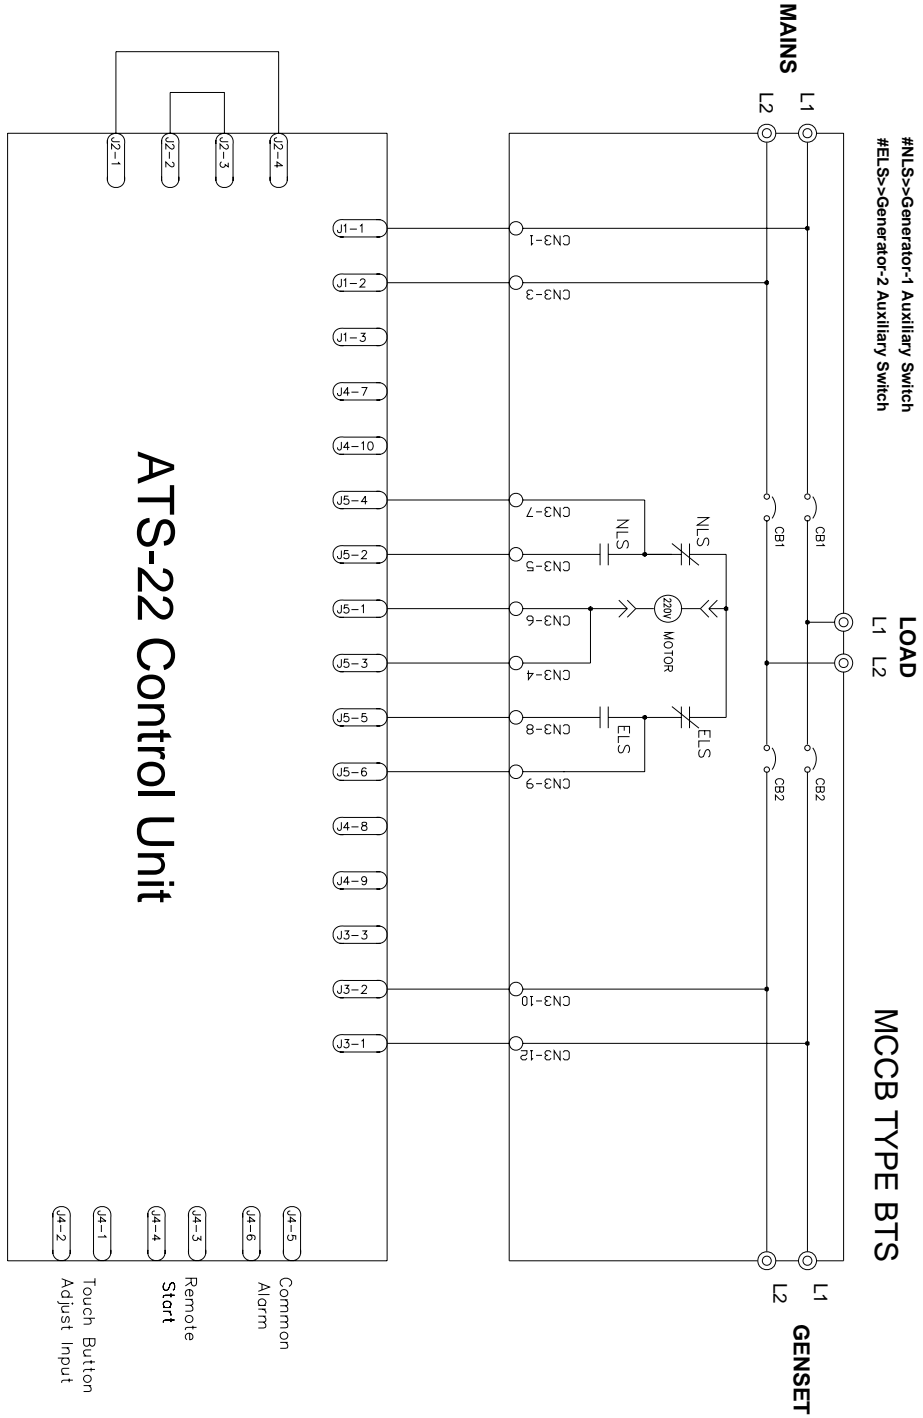 #NLS>>Generator-1 Auxiliary Switch
#ELS>>Generator-2 Auxiliary Switch
MCCB TYPE BTS
MAINS
L1
L2
LOAD
L1
L2
GENSET
L1
L2
CB1
CB1
CB2
CB2
NLS
NLS
220V
MOTOR
ELS
ELS
CN3-1
CN3-3
CN3-7
CN3-5
CN3-6
CN3-4
CN3-8
CN3-9
CN3-10
CN3-12
J1-1
J1-2
J1-3
J4-7
J4-10
J5-4
J5-2
J5-1
J5-3
J5-5
J5-6
J4-8
J4-9
J3-3
J3-2
J3-1
J2-4
J2-3
J2-2
J2-1
ATS-22 Control Unit
J4-5
J4-6
Common
Alarm
J4-3
J4-4
Remote
Start
J4-1
J4-2
Touch Button
Adjust Input